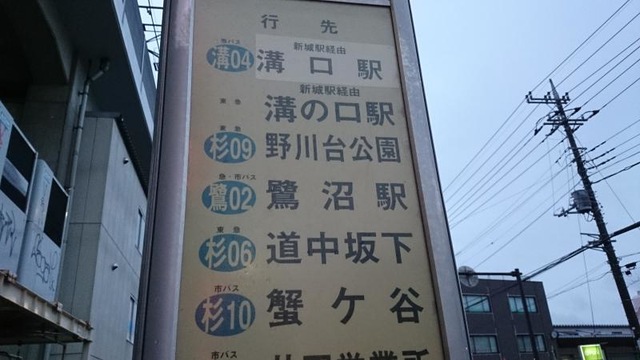 行先
市バス
溝04
新城駅経由
溝口駅
新城駅経由
東急
溝の口駅
東急
杉09
野川台公園
急・市バス
鷺02
鷺沼駅
東急
杉06
道中坂下
市バス
杉10
蟹ケ谷
市バス
営業所